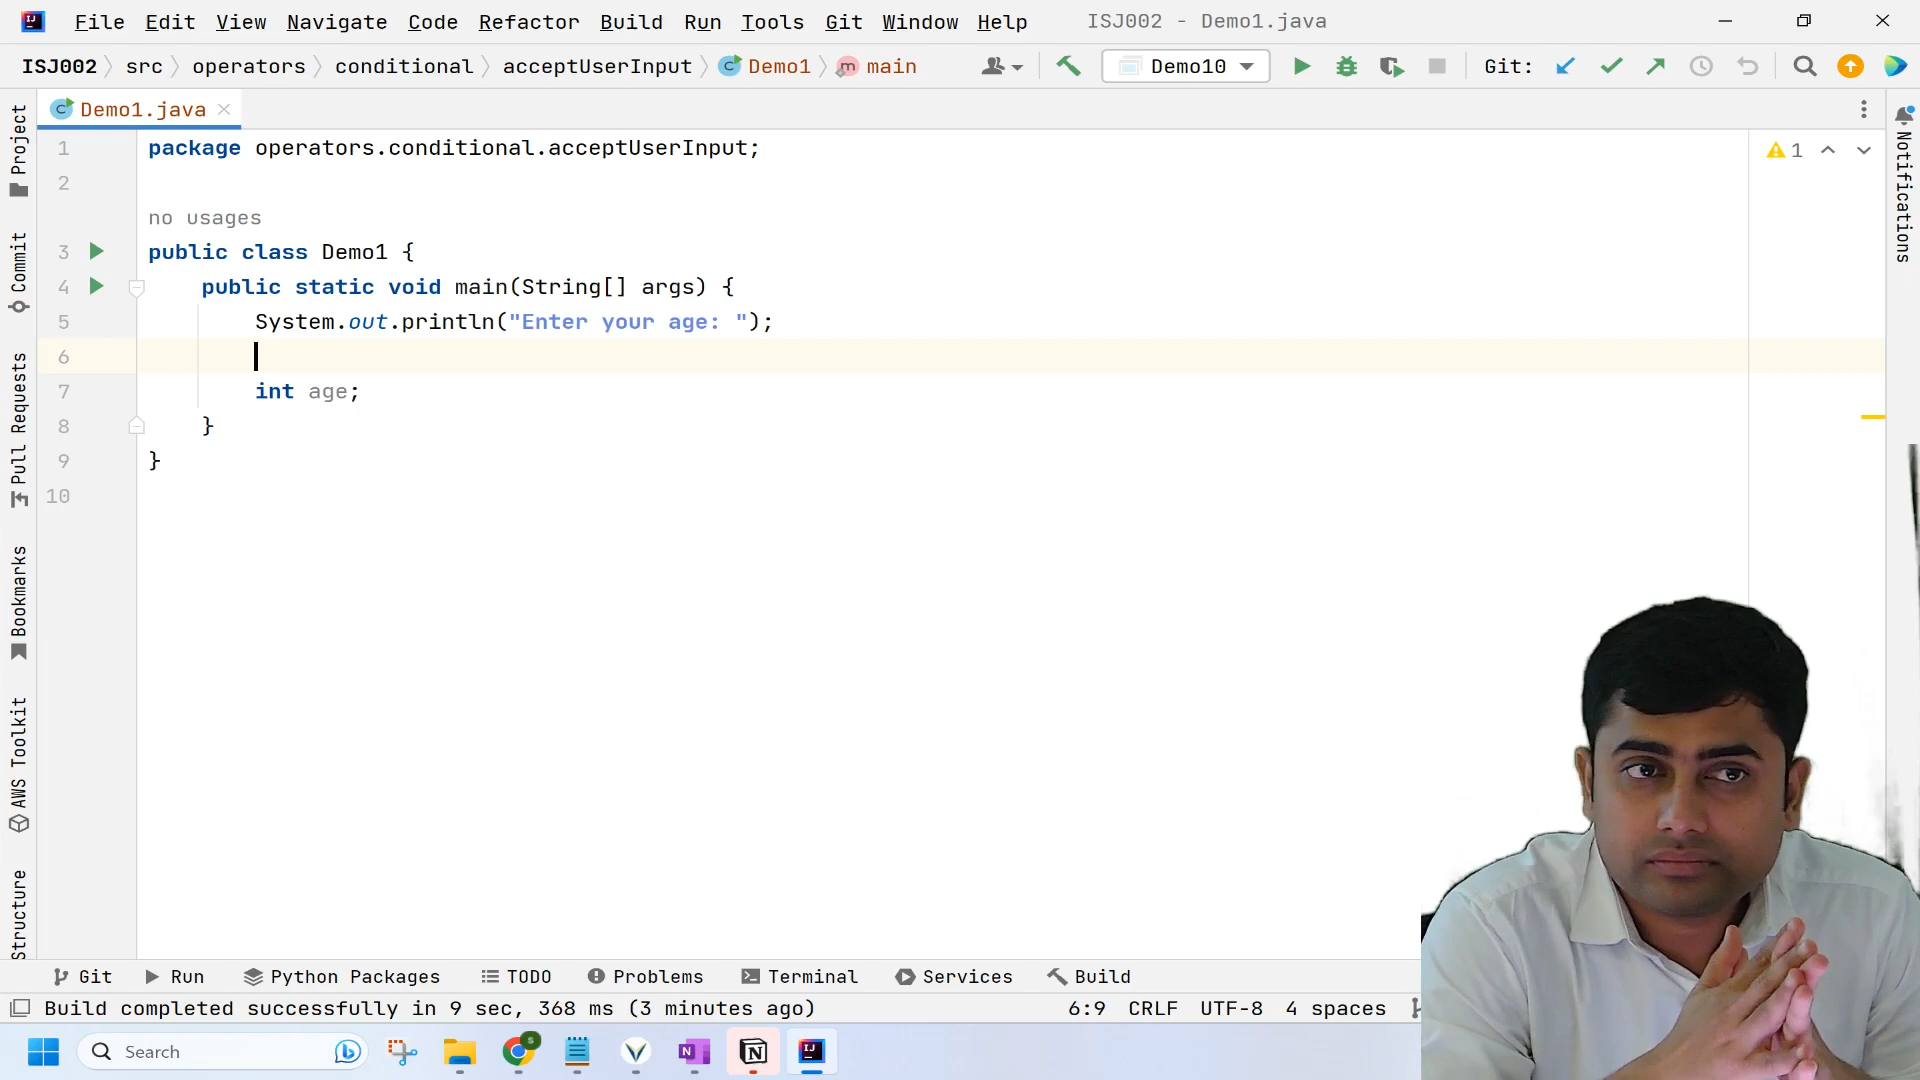 File Edit View Navigate Code Refactor Build Run Tools Git Window Help ISJ002 - Demo1.java
ISJ002 src operators conditional acceptUserInput Demo1 main Demo10 Git:
Demo1.java
1 package operators.conditional.acceptUserInput; 1
2
no usages
3 public class Demo1 {
4 public static void main(String[] args) {
5 System.out.println("Enter your age: ");
6
7 int age;
8 }
9 }
10
Project
Commit
Pull Requests
Bookmarks
AWS Toolkit
Structure
Notifications
Git Run Python Packages TODO Problems Terminal Services Build
Build completed successfully in 9 sec, 368 ms (3 minutes ago) 6:9 CRLF UTF-8 4 spaces
Search